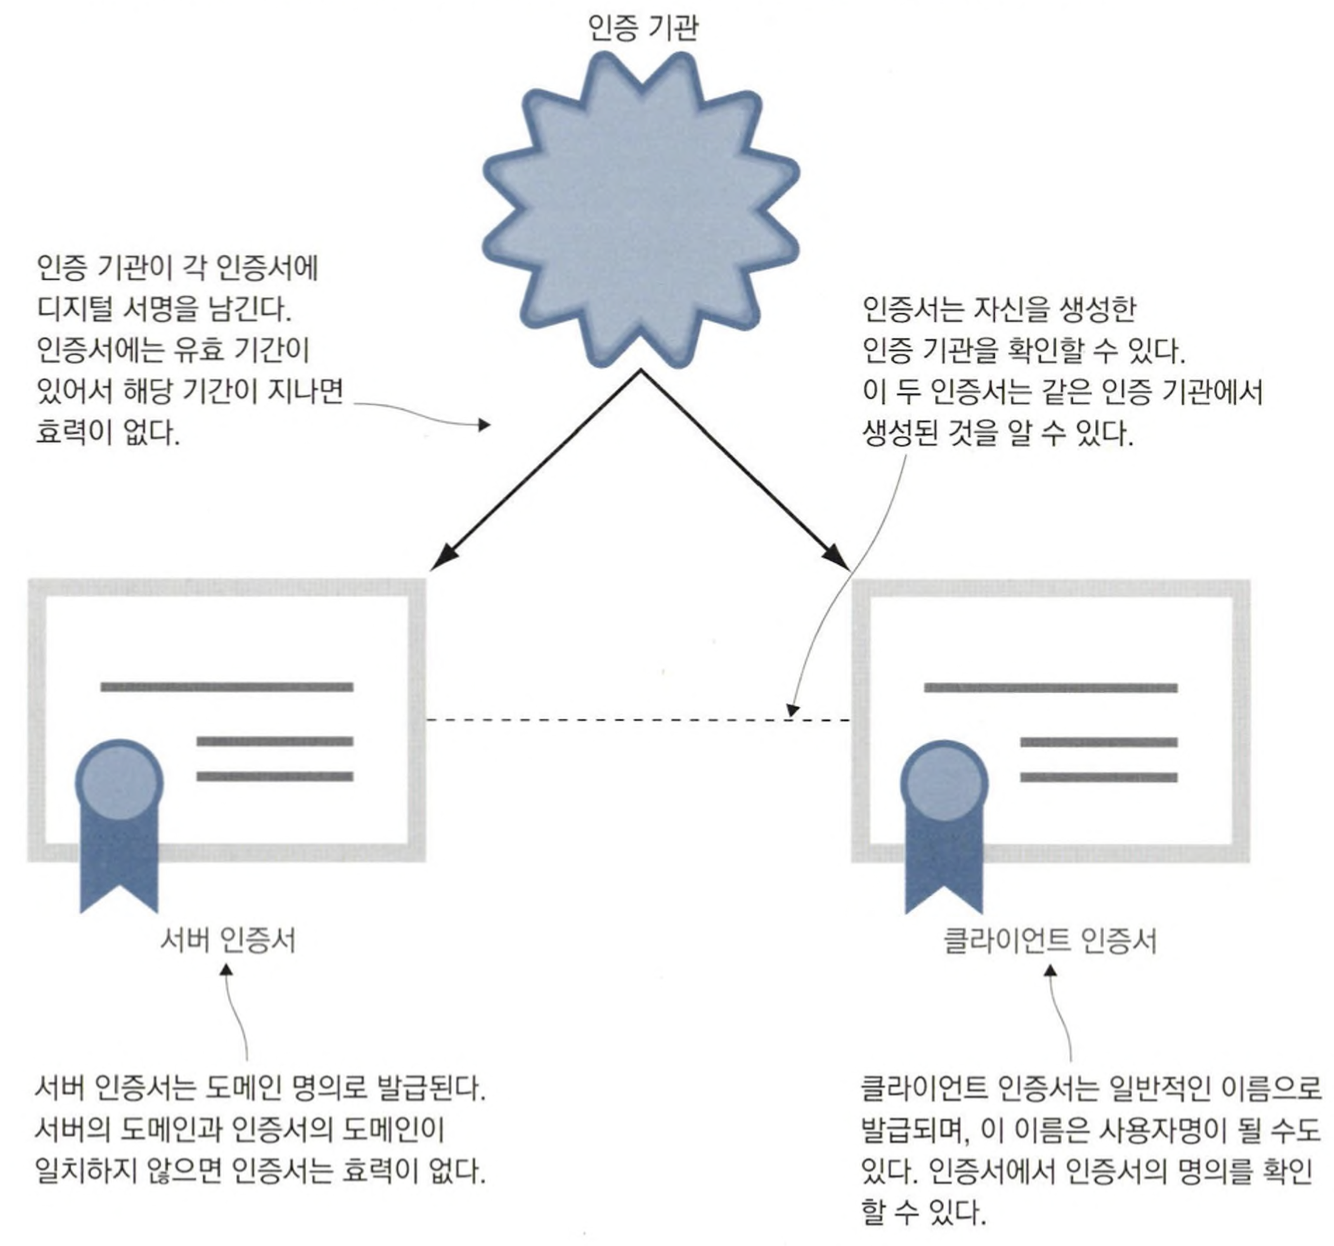 인증 기관
인증 기관이 각 인증서에
디지털 서명을 남긴다.
인증서에는 유효 기간이
있어서 해당 기간이 지나면
효력이 없다.
인증서는 자신을 생성한
인증 기관을 확인할 수 있다.
이 두 인증서는 같은 인증 기관에서
생성된 것을 알 수 있다.
서버 인증서
클라이언트 인증서
서버 인증서는 도메인 명의로 발급된다.
서버의 도메인과 인증서의 도메인이
일치하지 않으면 인증서는 효력이 없다.
클라이언트 인증서는 일반적인 이름으로
발급되며, 이 이름은 사용자명이 될 수도
있다. 인증서에서 인증서의 명의를 확인
할 수 있다.